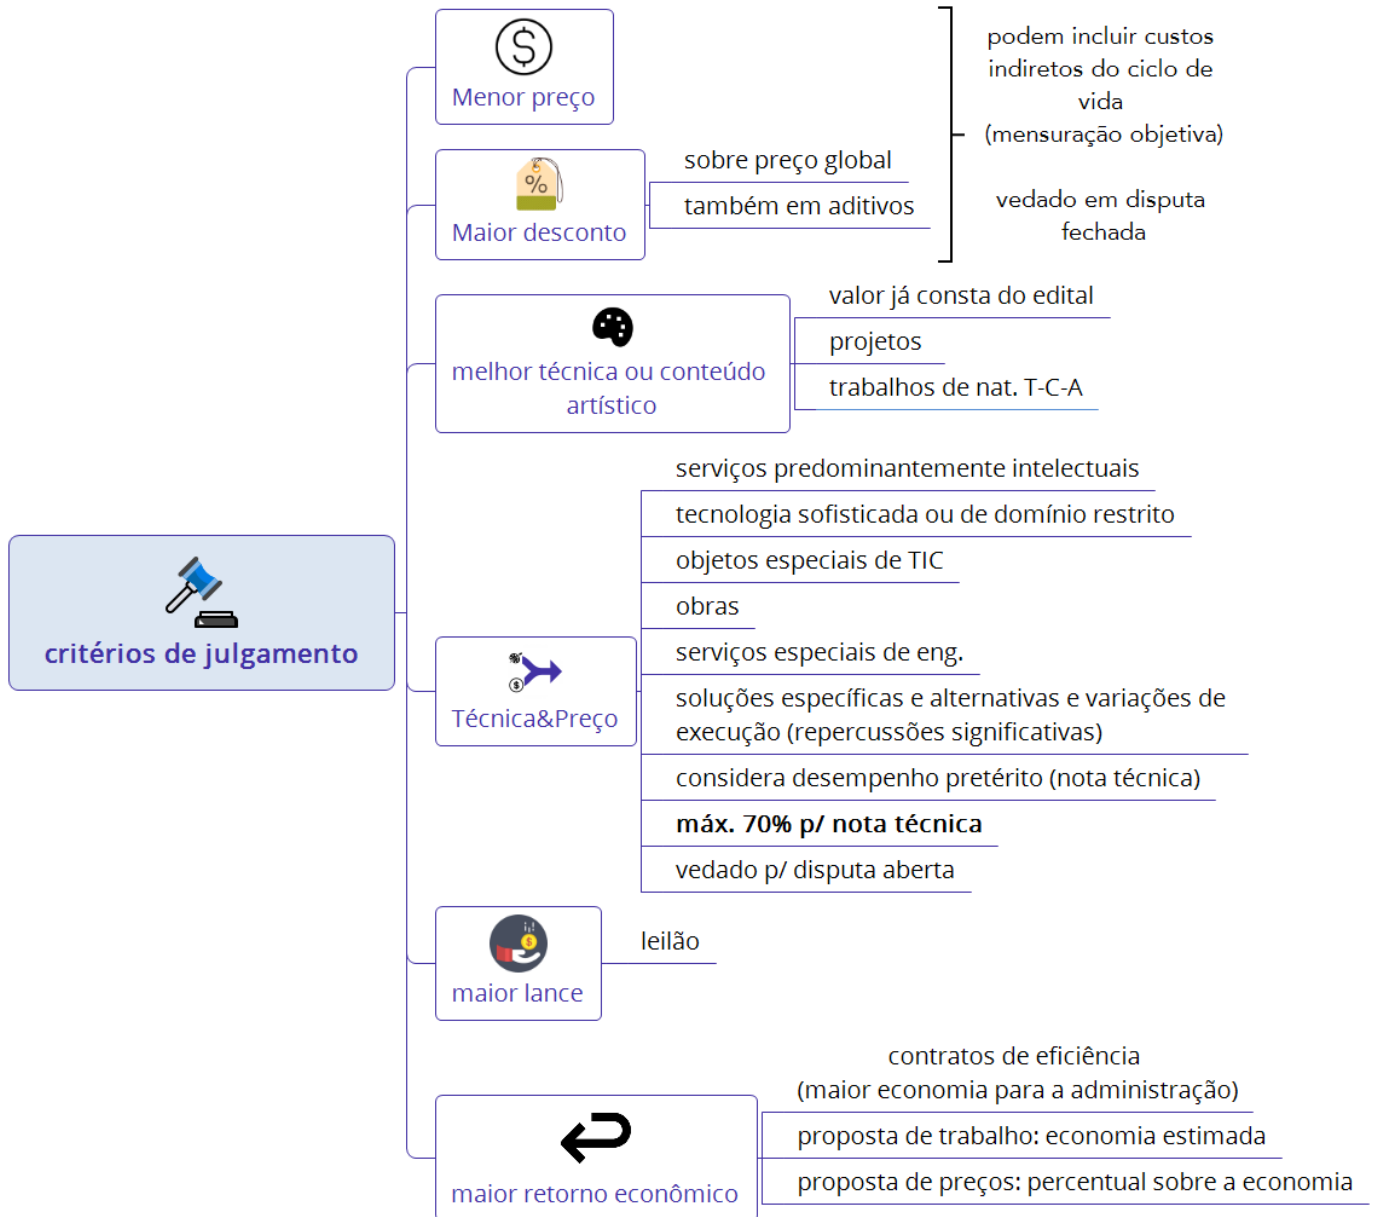 critérios de julgamento
$
Menor preço
%
Maior desconto
sobre preço global
também em aditivos
podem incluir custos
indiretos do ciclo de
vida
(mensuração objetiva)
vedado em disputa
fechada
melhor técnica ou conteúdo
artístico
valor já consta do edital
projetos
trabalhos de nat. T-C-A
$
Técnica&Preço
serviços predominantemente intelectuais
tecnologia sofisticada ou de domínio restrito
objetos especiais de TIC
obras
serviços especiais de eng.
soluções específicas e alternativas e variações de
execução (repercussões significativas)
considera desempenho pretérito (nota técnica)
máx. 70% p/ nota técnica
vedado p/ disputa aberta
$
maior lance
leilão
maior retorno econômico
contratos de eficiência
(maior economia para a administração)
proposta de trabalho: economia estimada
proposta de preços: percentual sobre a economia